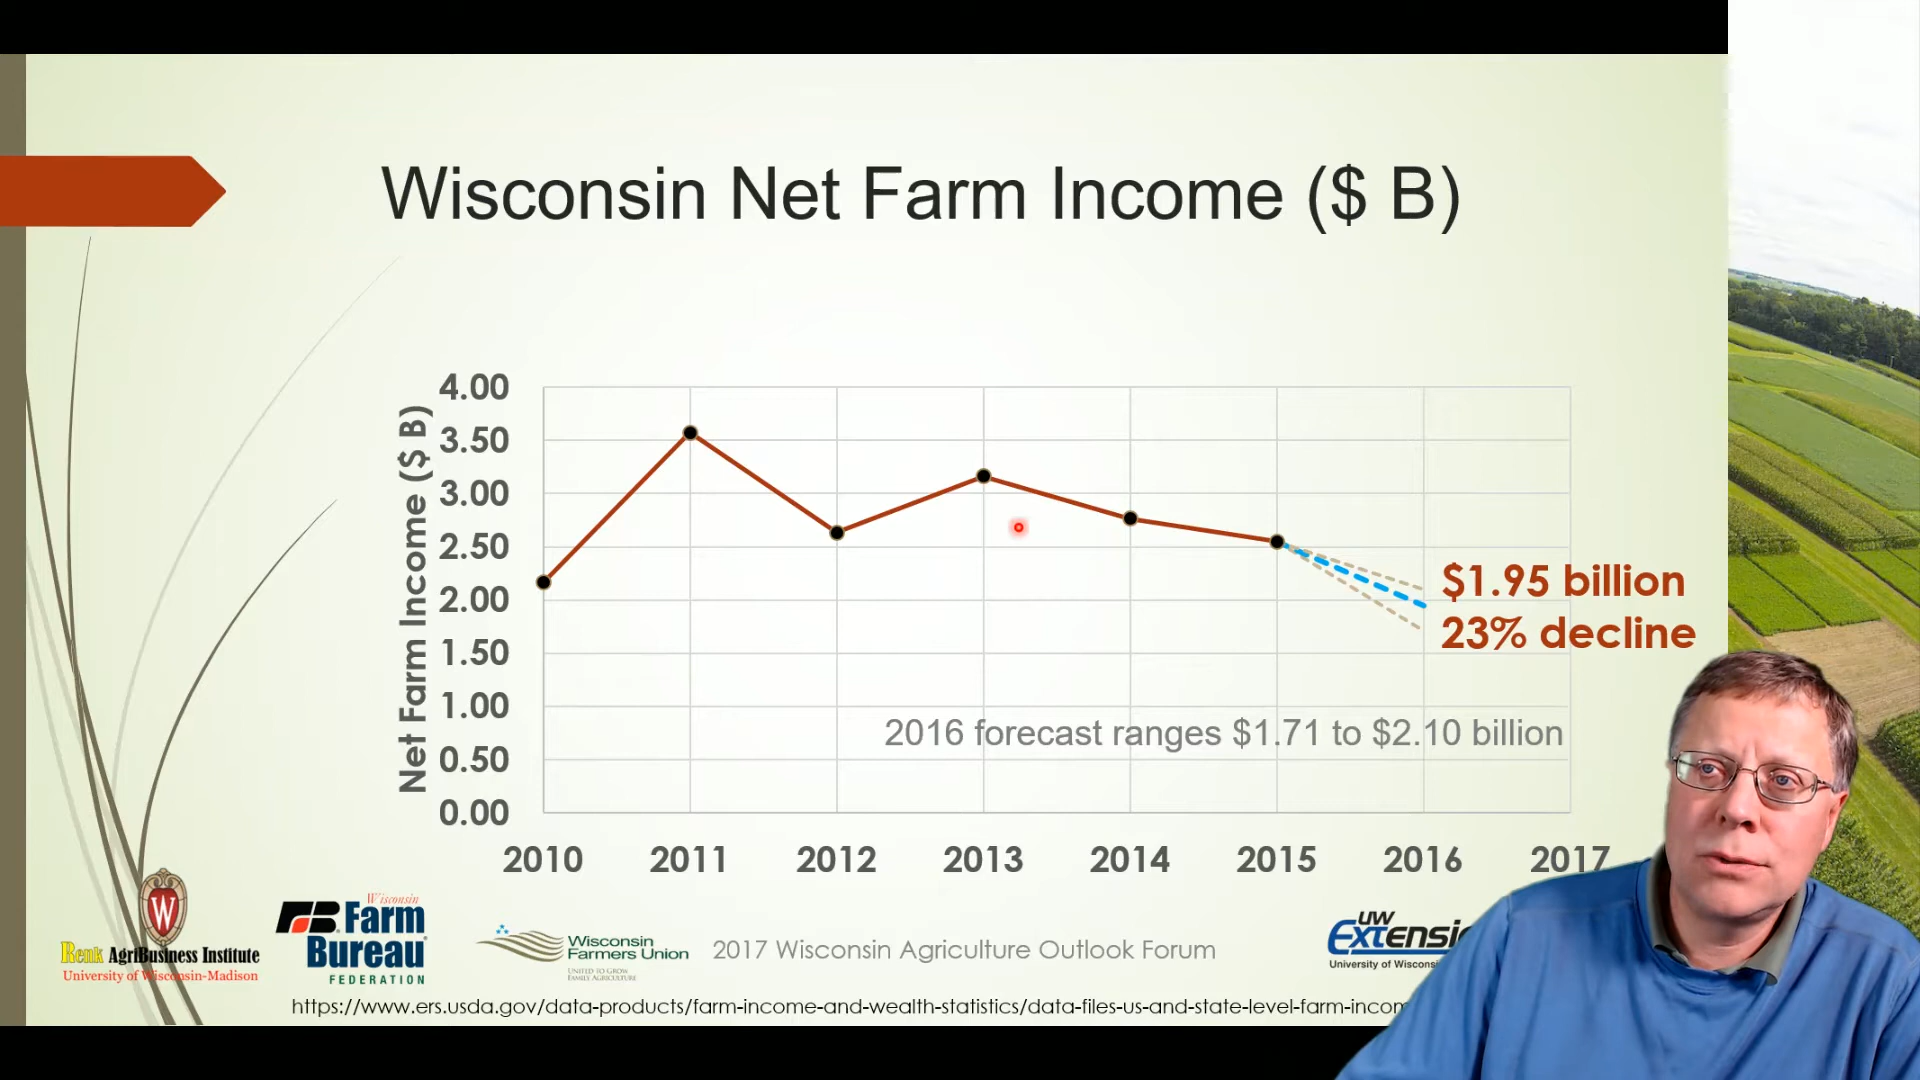 Wisconsin Net Farm Income ($ B)
Net Farm Income ($ B)
4.00
3.50
3.00
2.50
2.00
1.50
1.00
0.50
0.00
$1.95 billion
23% decline
2016 forecast ranges $1.71 to $2.10 billion
2010 2011 2012 2013 2014 2015 2016 2017
W
Renk AgriBusiness Institute
University of Wisconsin-Madison
Wisconsin
Farm
Bureau
FEDERATION
Wisconsin
Farmers Union
UNITED TO GROW
FAMILY AGRICULTURE
2017 Wisconsin Agriculture Outlook Forum
UW
Extensi
University of Wisconsi
https://www.ers.usda.gov/data-products/farm-income-and-wealth-statistics/data-files-us-and-state-level-farm-incom